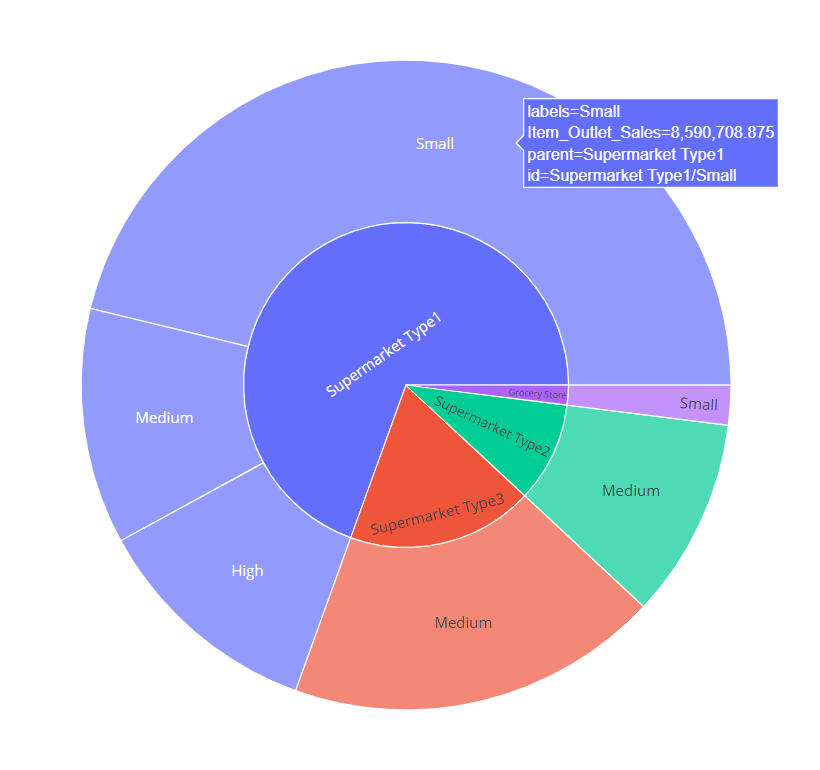 Small
labels=Small
Item_Outlet_Sales=8,590,708.875
parent=Supermarket Type1
id=Supermarket Type1/Small
Supermarket Type1
Grocery Store
Small
Supermarket Type2
Medium
Medium
Supermarket Type3
High
Medium